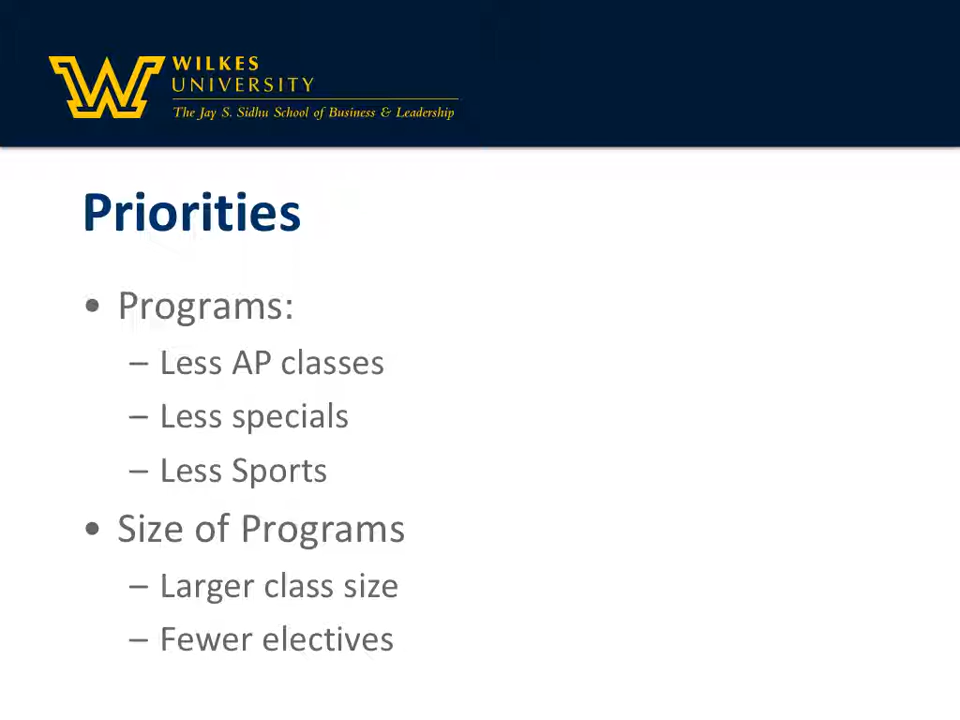 W WILKES
UNIVERSITY
The Jay S. Sidhu School of Business & Leadership
Priorities
• Programs:
– Less AP classes
– Less specials
– Less Sports
• Size of Programs
– Larger class size
– Fewer electives